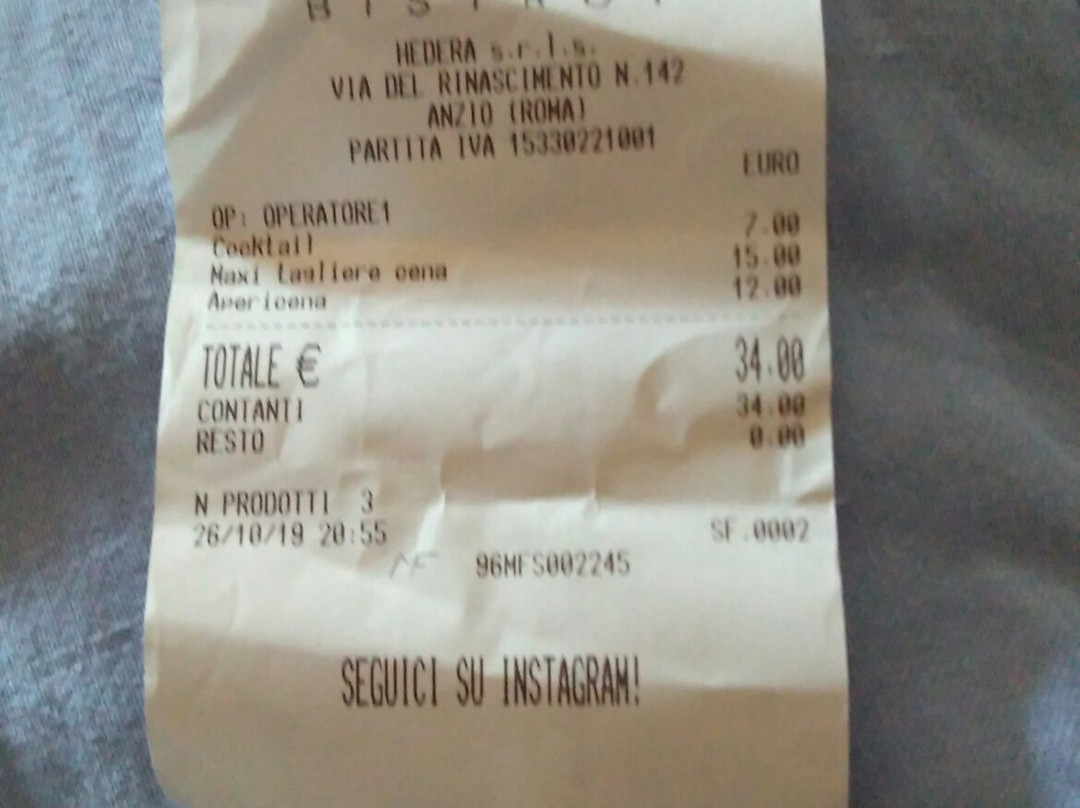 BISTROT
HEDERA s.r.l.s.
VIA DEL RINASCIMENTO N.142
ANZIO (ROMA)
PARTITA IVA 15330221001
EURO
OP: OPERATORE1
Cocktail 7.00
Maxi tagliere cena 15.00
Apericena 12.00
TOTALE € 34.00
CONTANTI 34.00
RESTO 0.00
N PRODOTTI 3
26/10/19 20:55 SF.0002
96MFS002245
SEGUICI SU INSTAGRAM!